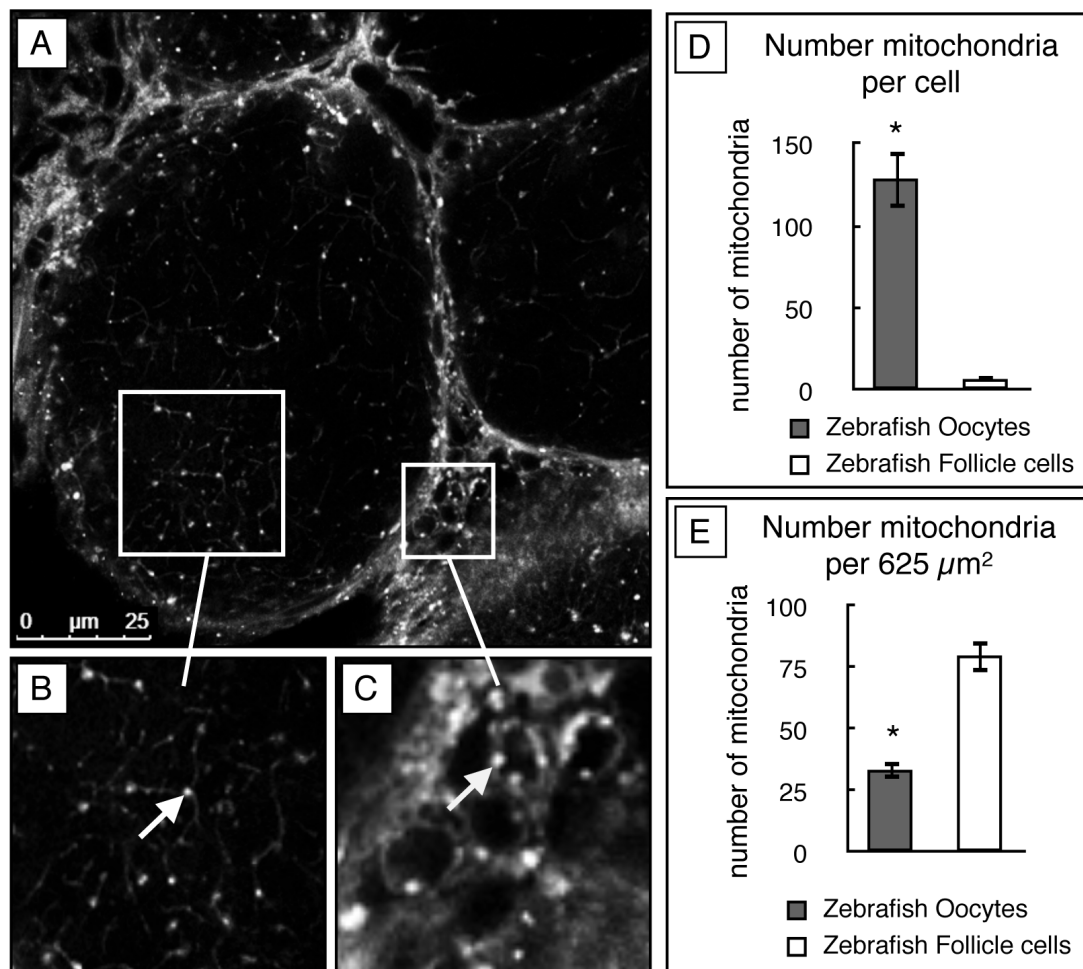 A
0 µm 25
B
C
D
Number mitochondria
per cell
number of mitochondria
150
100
50
0
*
Zebrafish Oocytes
Zebrafish Follicle cells
E
Number mitochondria
per 625 µm²
number of mitochondria
100
75
50
25
0
*
Zebrafish Oocytes
Zebrafish Follicle cells